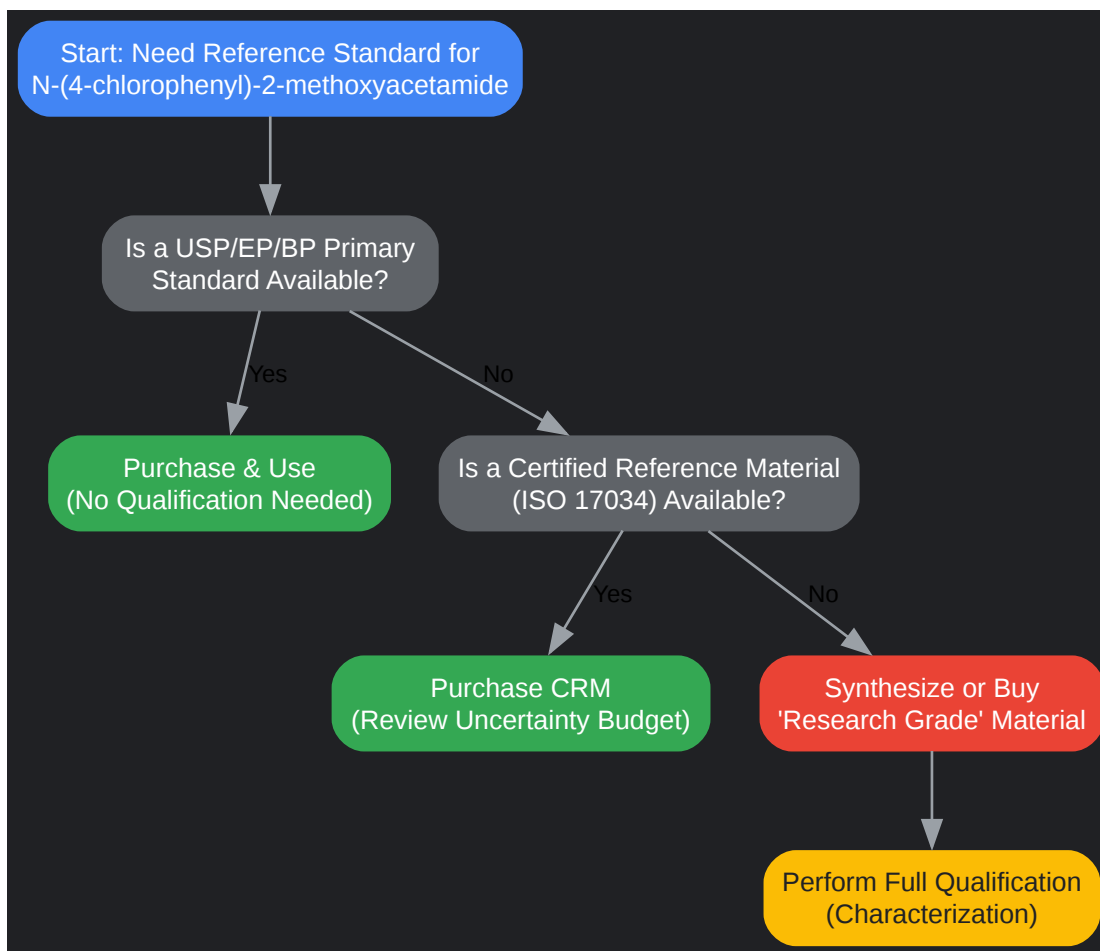 Start: Need Reference Standard for
N-(4-chlorophenyl)-2-methoxyacetamide
Is a USP/EP/BP Primary
Standard Available?
Yes
No
Purchase & Use
(No Qualification Needed)
Is a Certified Reference Material
(ISO 17034) Available?
Yes
No
Purchase CRM
(Review Uncertainty Budget)
Synthesize or Buy
'Research Grade' Material
Perform Full Qualification
(Characterization)